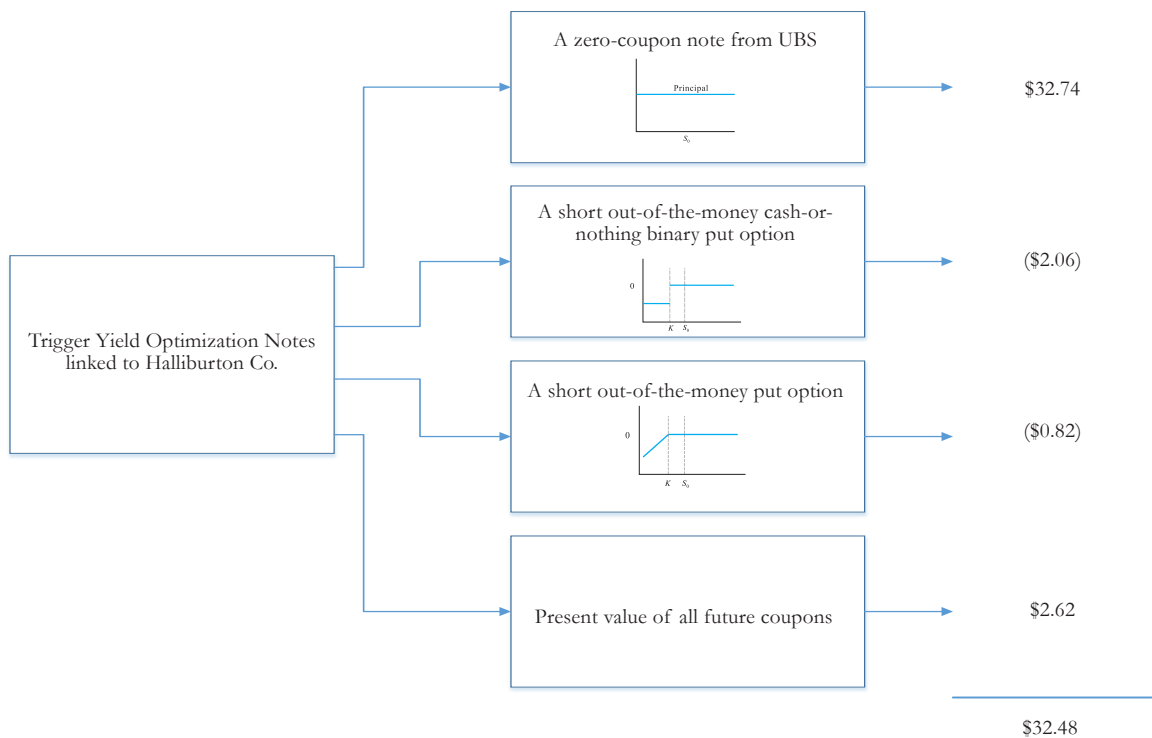 A zero-coupon note from UBS
Principal
S₀
$32.74
A short out-of-the-money cash-or-
nothing binary put option
0
K
S₀
($2.06)
Trigger Yield Optimization Notes
linked to Halliburton Co.
A short out-of-the-money put option
0
K
S₀
($0.82)
Present value of all future coupons
$2.62
$32.48